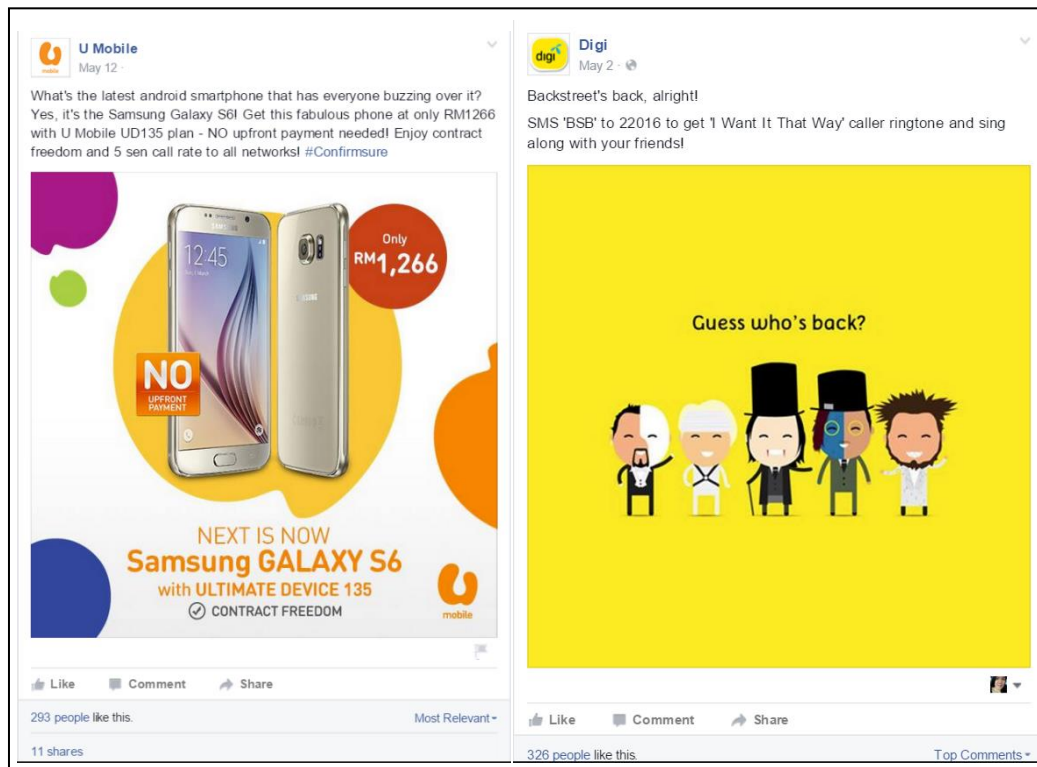 U Mobile
May 12 ·
What's the latest android smartphone that has everyone buzzing over it?
Yes, it's the Samsung Galaxy S6! Get this fabulous phone at only RM1266
with U Mobile UD135 plan - NO upfront payment needed! Enjoy contract
freedom and 5 sen call rate to all networks! #Confirmsure
Only
RM1,266
SAMSUNG
12:45
SAMSUNG
NO
UPFRONT
PAYMENT
NEXT IS NOW
Samsung GALAXY S6
with ULTIMATE DEVICE 135
CONTRACT FREEDOM
mobile
Like Comment Share
293 people like this. Most Relevant
11 shares
digi
Digi
May 2 ·
Backstreet's back, alright!
SMS 'BSB' to 22016 to get 'I Want It That Way' caller ringtone and sing
along with your friends!
Guess who's back?
Like Comment Share
326 people like this. Top Comments